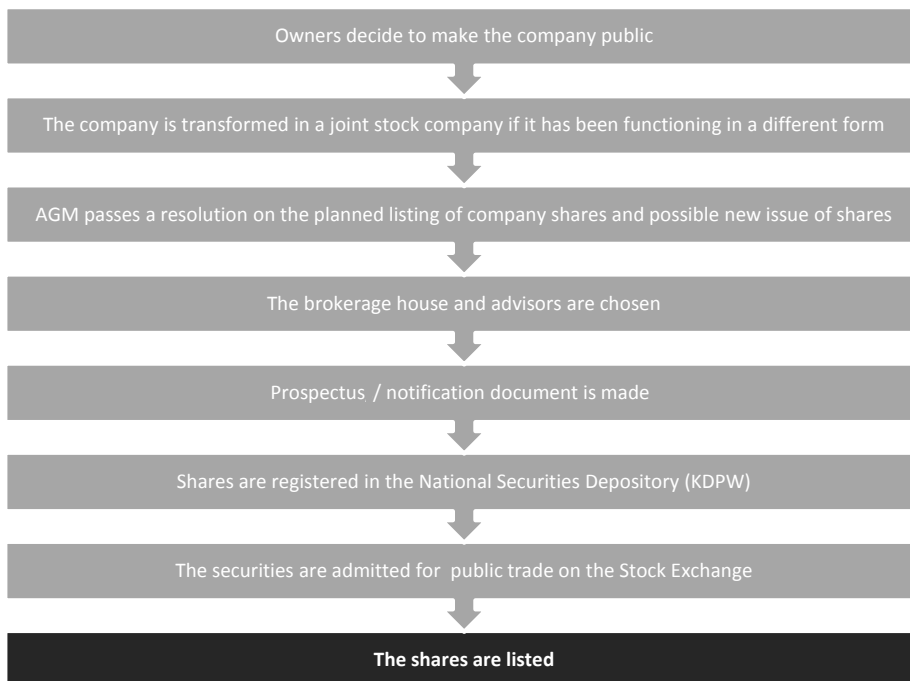 Owners decide to make the company public
The company is transformed in a joint stock company if it has been functioning in a different form
AGM passes a resolution on the planned listing of company shares and possible new issue of shares
The brokerage house and advisors are chosen
Prospectus / notification document is made
Shares are registered in the National Securities Depository (KDPW)
The securities are admitted for public trade on the Stock Exchange
The shares are listed